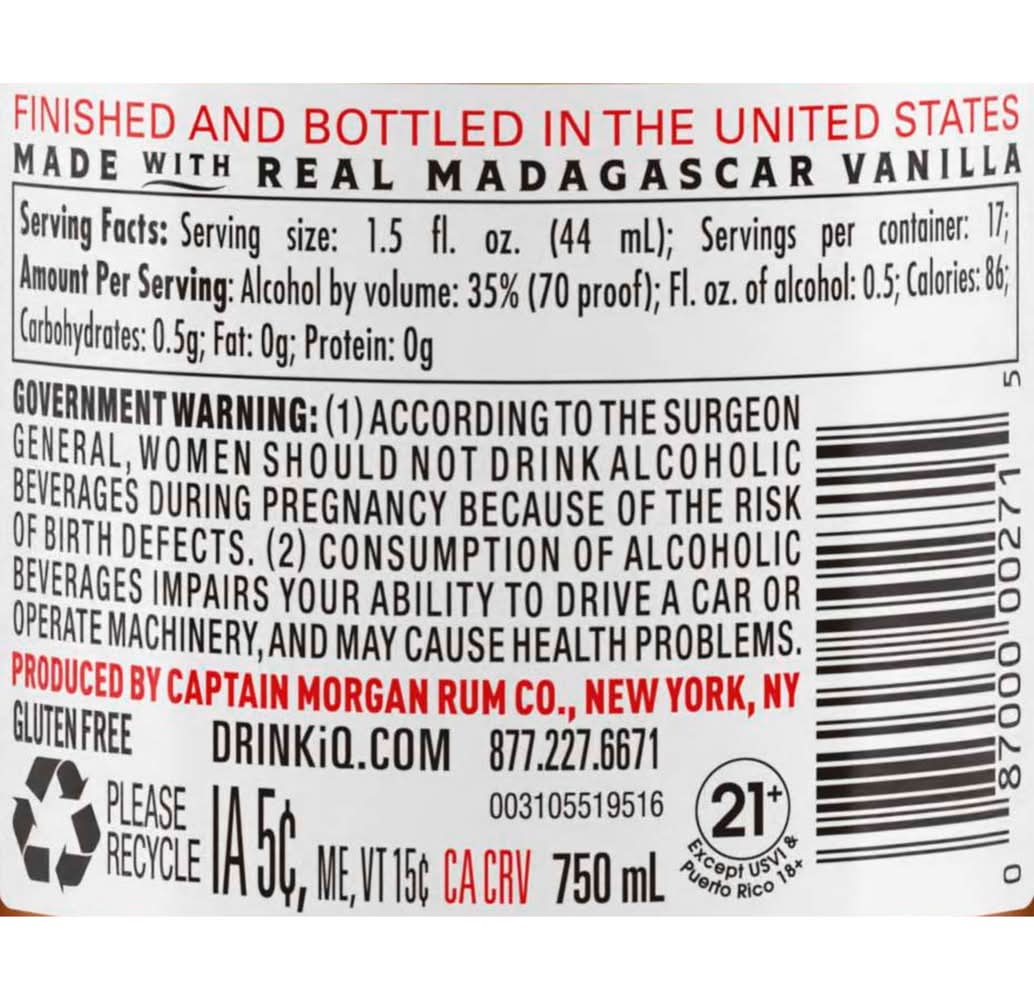 FINISHED AND BOTTLED IN THE UNITED STATES
MADE WITH REAL MADAGASCAR VANILLA
Serving Facts: Serving size: 1.5 fl. oz. (44 mL); Servings per container: 17;
Amount Per Serving: Alcohol by volume: 35% (70 proof); Fl. oz. of alcohol: 0.5; Calories: 86;
Carbohydrates: 0.5g; Fat: 0g; Protein: 0g
GOVERNMENT WARNING: (1) ACCORDING TO THE SURGEON
GENERAL, WOMEN SHOULD NOT DRINK ALCOHOLIC
BEVERAGES DURING PREGNANCY BECAUSE OF THE RISK
OF BIRTH DEFECTS. (2) CONSUMPTION OF ALCOHOLIC
BEVERAGES IMPAIRS YOUR ABILITY TO DRIVE A CAR OR
OPERATE MACHINERY, AND MAY CAUSE HEALTH PROBLEMS.
PRODUCED BY CAPTAIN MORGAN RUM CO., NEW YORK, NY
GLUTEN FREE
DRINKiQ.COM 877.227.6671
003105519516
PLEASE
RECYCLE
IA 5¢, ME, VT 15¢ CA CRV 750 mL
21+
Except USVI &
Puerto Rico 18+
0 87000 00271 5